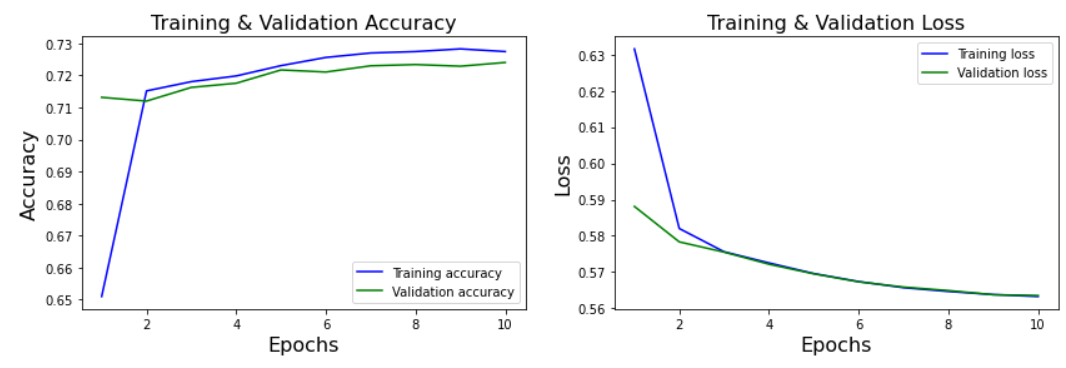 Training & Validation Accuracy
0.73
0.72
0.71
0.70
0.69
0.68
0.67
0.66
0.65
Accuracy
Training accuracy
Validation accuracy
2 4 6 8 10
Epochs
Training & Validation Loss
0.63
0.62
0.61
0.60
0.59
0.58
0.57
0.56
Loss
Training loss
Validation loss
2 4 6 8 10
Epochs